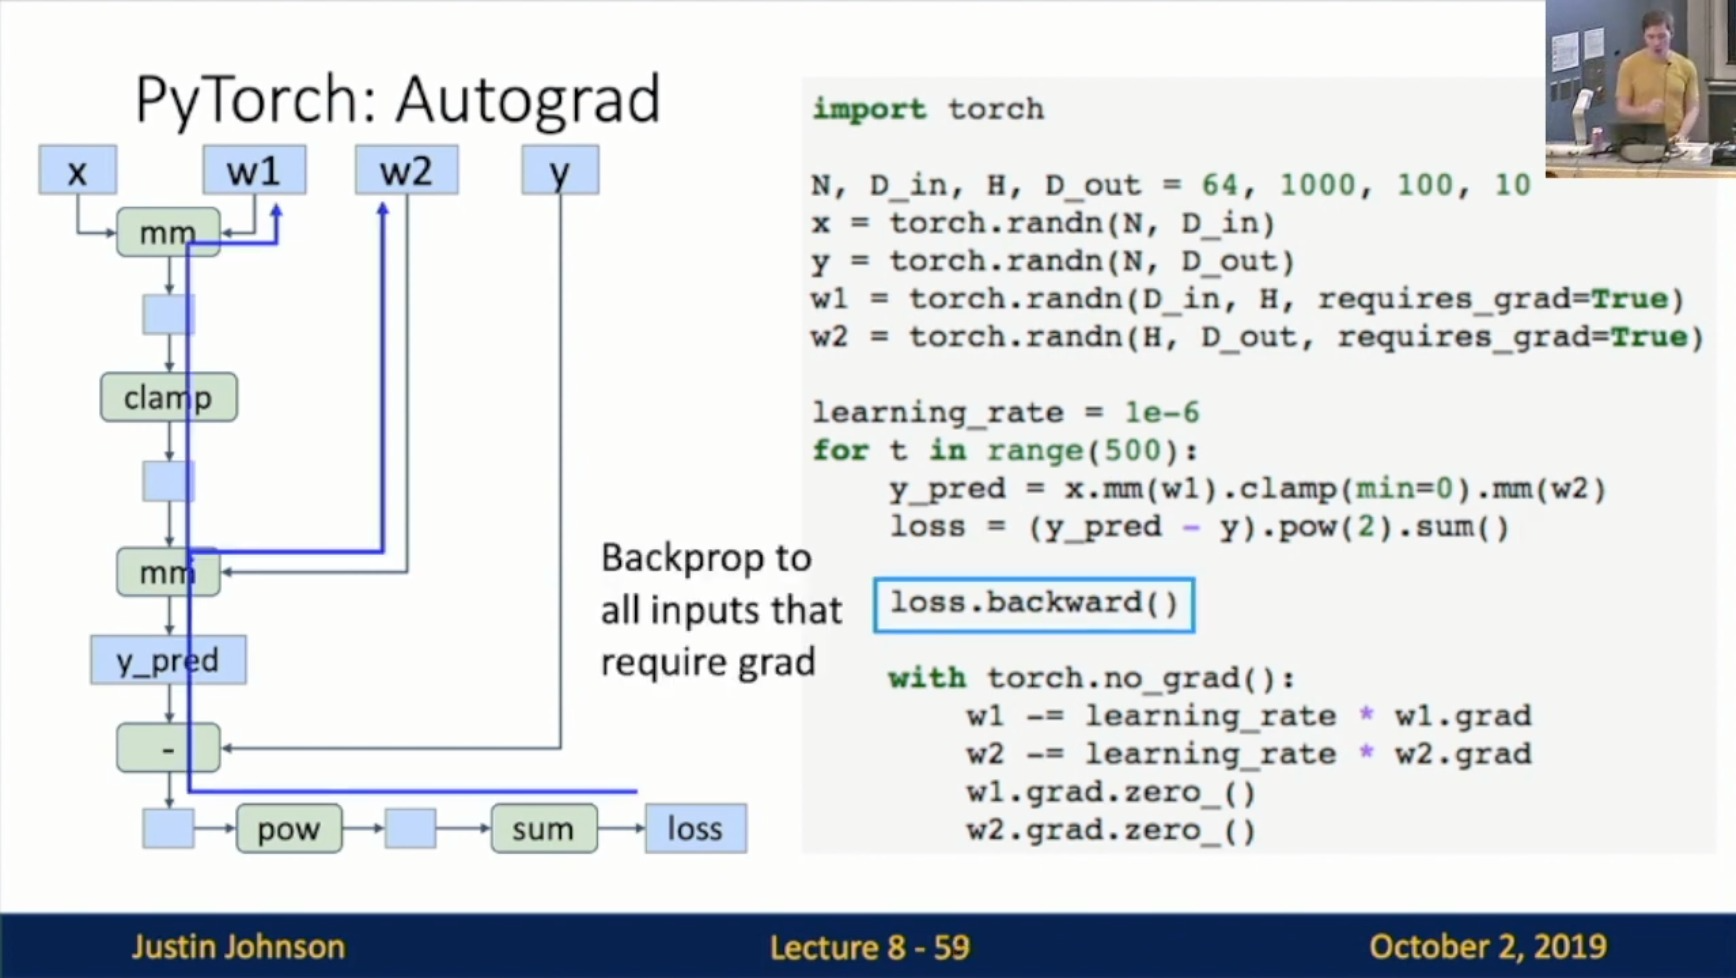 PyTorch: Autograd
x
w1
w2
y
mm
clamp
mm
y_pred
-
pow
sum
loss
Backprop to
all inputs that
require grad
import torch
N, D_in, H, D_out = 64, 1000, 100, 10
x = torch.randn(N, D_in)
y = torch.randn(N, D_out)
w1 = torch.randn(D_in, H, requires_grad=True)
w2 = torch.randn(H, D_out, requires_grad=True)
learning_rate = 1e-6
for t in range(500):
    y_pred = x.mm(w1).clamp(min=0).mm(w2)
    loss = (y_pred - y).pow(2).sum()
    loss.backward()
    with torch.no_grad():
        w1 -= learning_rate * w1.grad
        w2 -= learning_rate * w2.grad
        w1.grad.zero_()
        w2.grad.zero_()
Justin Johnson
Lecture 8 - 59
October 2, 2019